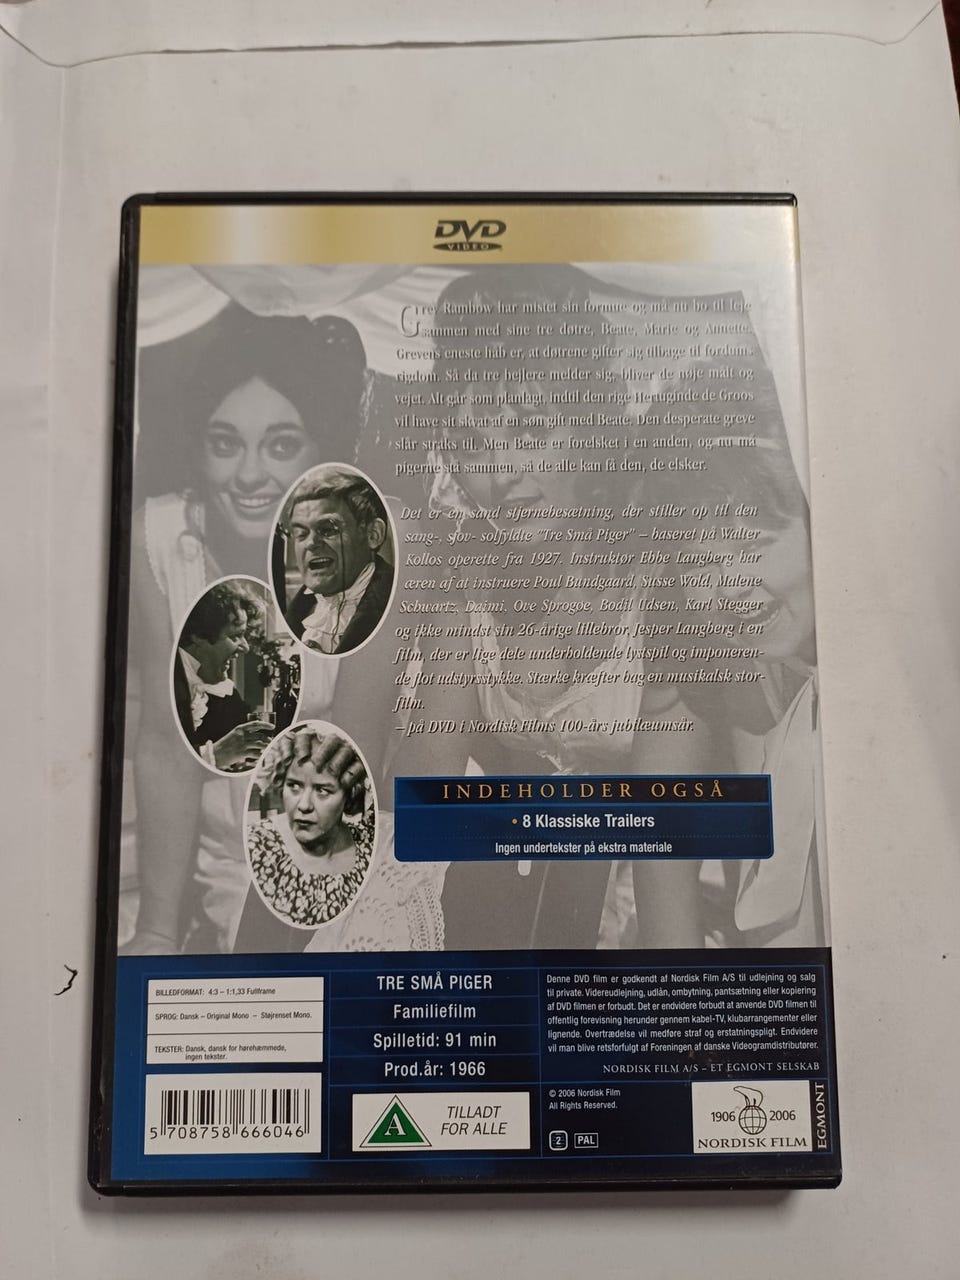 DVD
VIDEO
Grev Rambow har mistet sin formue og må nu bo til leje
sammen med sine tre døtre, Beate, Marie og Annette.
Grevens eneste håb er, at døtrene gifter sig tilbage til fordums
rigdom. Så da tre bejlere melder sig, bliver de nøje målt og
vejet. Alt går som planlagt, indtil den rige Hertuginde de Groos
vil have sit skvat af en søn gift med Beate. Den desperate greve
slår straks til. Men Beate er forelsket i en anden, og nu må
pigerne stå sammen, så de alle kan få den, de elsker.
Det er en sand stjernebesætning, der stiller op til den
sang-, sjov- solfyldte "Tre Små Piger" – baseret på Walter
Kollos operette fra 1927. Instruktør Ebbe Langberg har
æren af at instruere Poul Bundgaard, Susse Wold, Malene
Schwartz, Daimi, Ove Sprogøe, Bodil Udsen, Karl Stegger
og ikke mindst sin 26-årige lillebror, Jesper Langberg i en
film, der er lige dele underholdende lystspil og imponeren-
de flot udstyrsstykke. Stærke kræfter bag en musikalsk stor-
film.
– på DVD i Nordisk Films 100-års jubilæumsår.
INDEHOLDER OGSÅ
• 8 Klassiske Trailers
Ingen undertekster på ekstra materiale
BILLEDFORMAT: 4:3 – 1:1,33 Fullframe
SPROG: Dansk – Original Mono – Støjrenset Mono.
TEKSTER: Dansk, dansk for hørehæmmede,
ingen tekster.
5 708758 666046
TRE SMÅ PIGER
Familiefilm
Spilletid: 91 min
Prod.år: 1966
A
TILLADT
FOR ALLE
Denne DVD film er godkendt af Nordisk Film A/S til udlejning og salg
til private. Videreudlejning, udlån, ombytning, pantsætning eller kopiering
af DVD filmen er forbudt. Det er endvidere forbudt at anvende DVD filmen til
offentlig forevisning herunder gennem kabel-TV, klubarrangementer eller
lignende. Overtrædelse vil medføre straf og erstatningspligt. Endvidere
vil man blive retsforfulgt af Foreningen af danske Videogramdistributører.
NORDISK FILM A/S – ET EGMONT SELSKAB
© 2006 Nordisk Film
All Rights Reserved.
2 PAL
1906 2006
NORDISK FILM
EGMONT